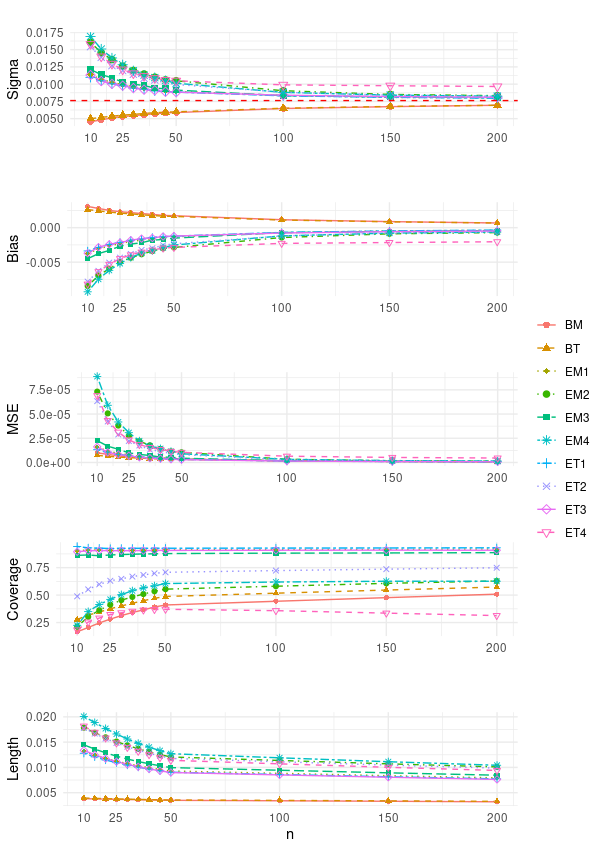 Sigma
0.0175
0.0150
0.0125
0.0100
0.0075
0.0050
10 25 50 100 150 200
Bias
0.000
-0.005
10 25 50 100 150 200
MSE
7.5e-05
5.0e-05
2.5e-05
0.0e+00
10 25 50 100 150 200
Coverage
0.75
0.50
0.25
10 25 50 100 150 200
Length
0.020
0.015
0.010
0.005
10 25 50 100 150 200
n
BM
BT
EM1
EM2
EM3
EM4
ET1
ET2
ET3
ET4